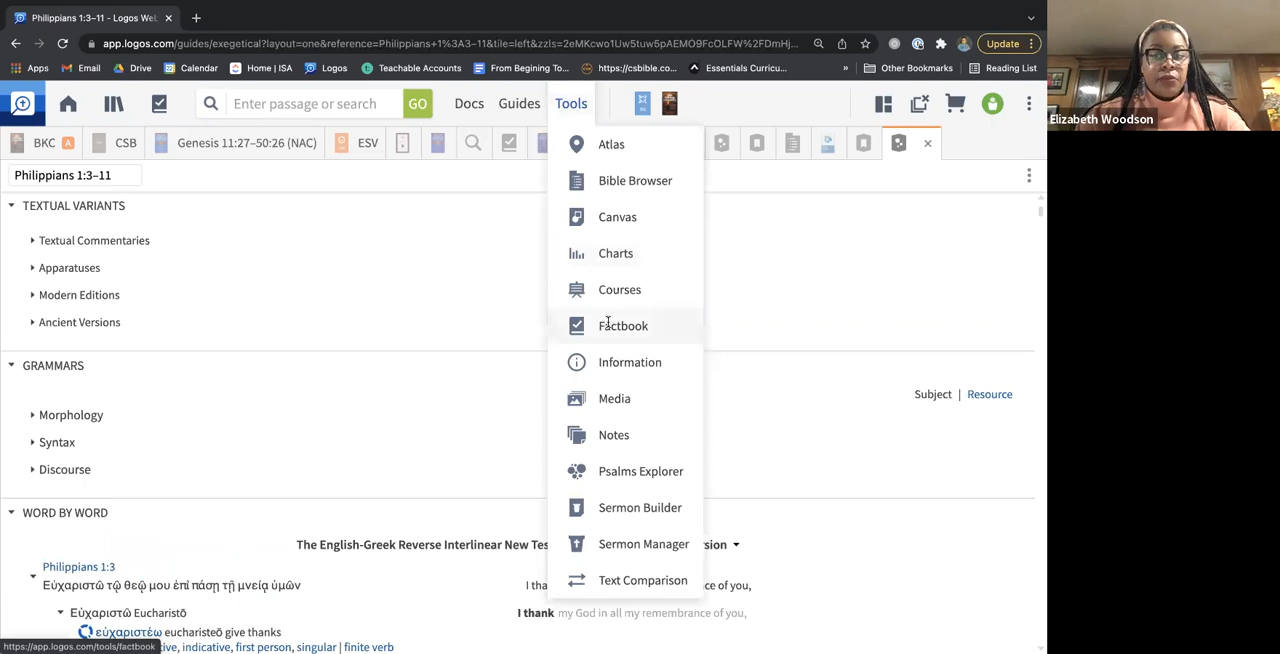 Philippians 1:3–11 - Logos Web
app.logos.com/guides/exegetical?layout=one&reference=Philippians+1%3A3–11&tile=left&zzls=2eMKcwo1Uw5tuw5pAEMO9FcOLFW%2F%2FDmHj...
Update
Apps
Email
Drive
Calendar
Home | ISA
Logos
Teachable Accounts
From Begining To...
https://csbible.co...
Essentials Curricu...
»
Other Bookmarks
Reading List
Enter passage or search
GO
Docs
Guides
Tools
BKC
A
CSB
Genesis 11:27–50:26 (NAC)
ESV
Philippians 1:3–11
TEXTUAL VARIANTS
Textual Commentaries
Apparatuses
Modern Editions
Ancient Versions
GRAMMARS
Subject | Resource
Morphology
Syntax
Discourse
WORD BY WORD
The English-Greek Reverse Interlinear New Tes
sion
Philippians 1:3
Εὐχαριστῶ τῷ θεῷ μου ἐπὶ πάσῃ τῇ μνείᾳ ὑμῶν
I tha
ce of you,
Εὐχαριστῶ Eucharistō
I thank my God in all my remembrance of you,
εὐχαριστέω eucharisteō give thanks
tive, indicative, first person, singular | finite verb
Atlas
Bible Browser
Canvas
Charts
Courses
Factbook
Information
Media
Notes
Psalms Explorer
Sermon Builder
Sermon Manager
Text Comparison
https://app.logos.com/tools/factbook
Elizabeth Woodson